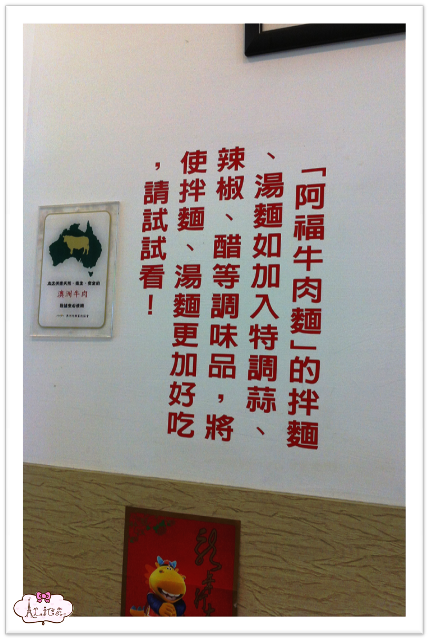 「阿福牛肉麵」的拌麵
、湯麵如加入特調蒜、
辣椒、醋等調味品，將
使拌麵、湯麵更加好吃
，請試試看！
澳洲牛肉